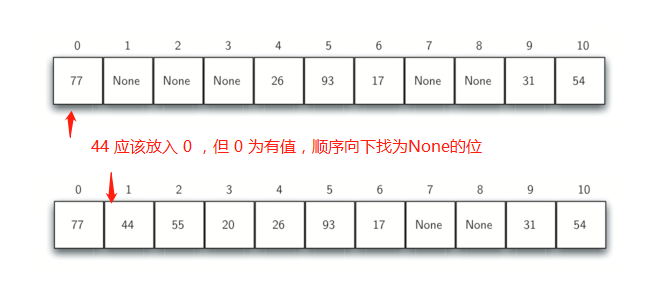 0 1 2 3 4 5 6 7 8 9 10
77 None None None 26 93 17 None None 31 54
44 应该放入 0 ，但 0 为有值，顺序向下找为None的位
0 1 2 3 4 5 6 7 8 9 10
77 44 55 20 26 93 17 None None 31 54